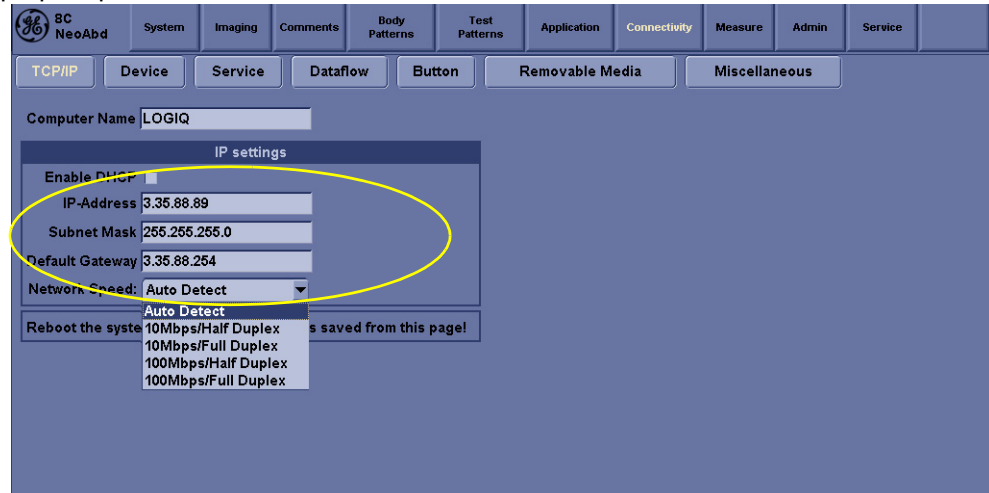 8C
NeoAbd
System
Imaging
Comments
Body
Patterns
Test
Patterns
Application
Connectivity
Measure
Admin
Service
TCP/IP
Device
Service
Dataflow
Button
Removable Media
Miscellaneous
Computer Name LOGIQ
IP settings
Enable DHCP
IP-Address 3.35.88.89
Subnet Mask 255.255.255.0
Default Gateway 3.35.88.254
Network Speed: Auto Detect
Auto Detect
Reboot the syste s saved from this page!
10Mbps/Half Duplex
10Mbps/Full Duplex
100Mbps/Half Duplex
100Mbps/Full Duplex